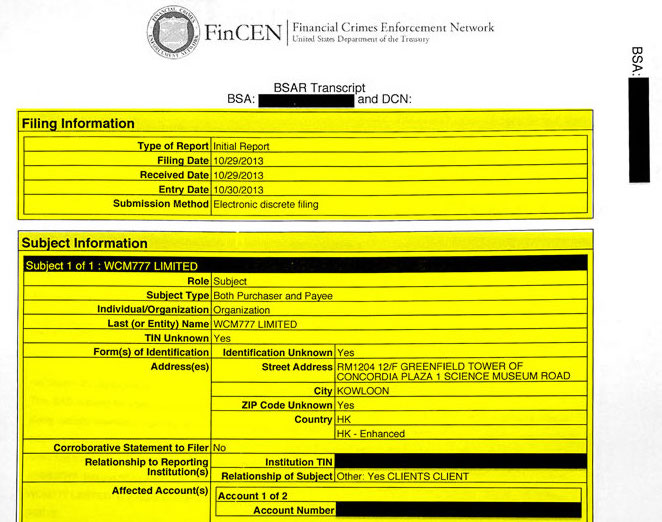 FinCEN Financial Crimes Enforcement Network
United States Department of the Treasury
BSA:
BSAR Transcript
BSA: and DCN:
Filing Information
Type of Report Initial Report
Filing Date 10/29/2013
Received Date 10/29/2013
Entry Date 10/30/2013
Submission Method Electronic discrete filing
Subject Information
Subject 1 of 1 : WCM777 LIMITED
Role Subject
Subject Type Both Purchaser and Payee
Individual/Organization Organization
Last (or Entity) Name WCM777 LIMITED
TIN Unknown Yes
Form(s) of Identification Identification Unknown Yes
Address(es) Street Address RM1204 12/F GREENFIELD TOWER OF
CONCORDIA PLAZA 1 SCIENCE MUSEUM ROAD
City KOWLOON
ZIP Code Unknown Yes
Country HK
HK - Enhanced
Corroborative Statement to Filer No
Relationship to Reporting
Institution(s) Institution TIN
Relationship of Subject Other: Yes CLIENTS CLIENT
Affected Account(s) Account 1 of 2
Account Number